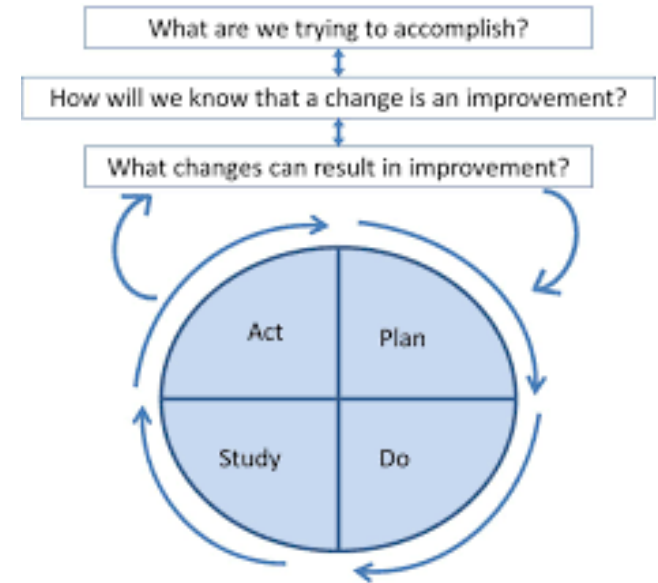 What are we trying to accomplish?
How will we know that a change is an improvement?
What changes can result in improvement?
Act
Plan
Study
Do